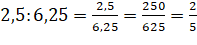 2,5:6,25 = 2,5/6,25 = 250/625 = 2/5